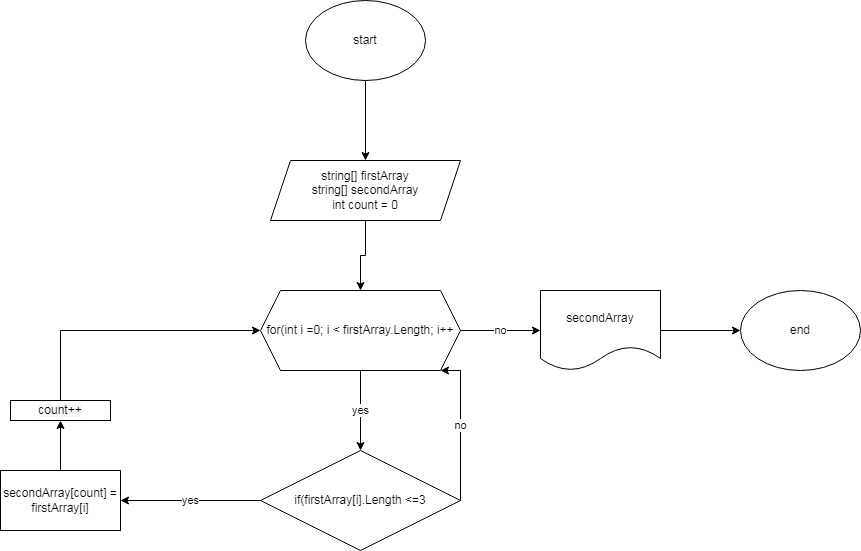 start
string[] firstArray
string[] secondArray
int count = 0
for(int i =0; i < firstArray.Length; i++
no
secondArray
end
yes
count++
no
secondArray[count] =
firstArray[i]
yes
if(firstArray[i].Length <=3